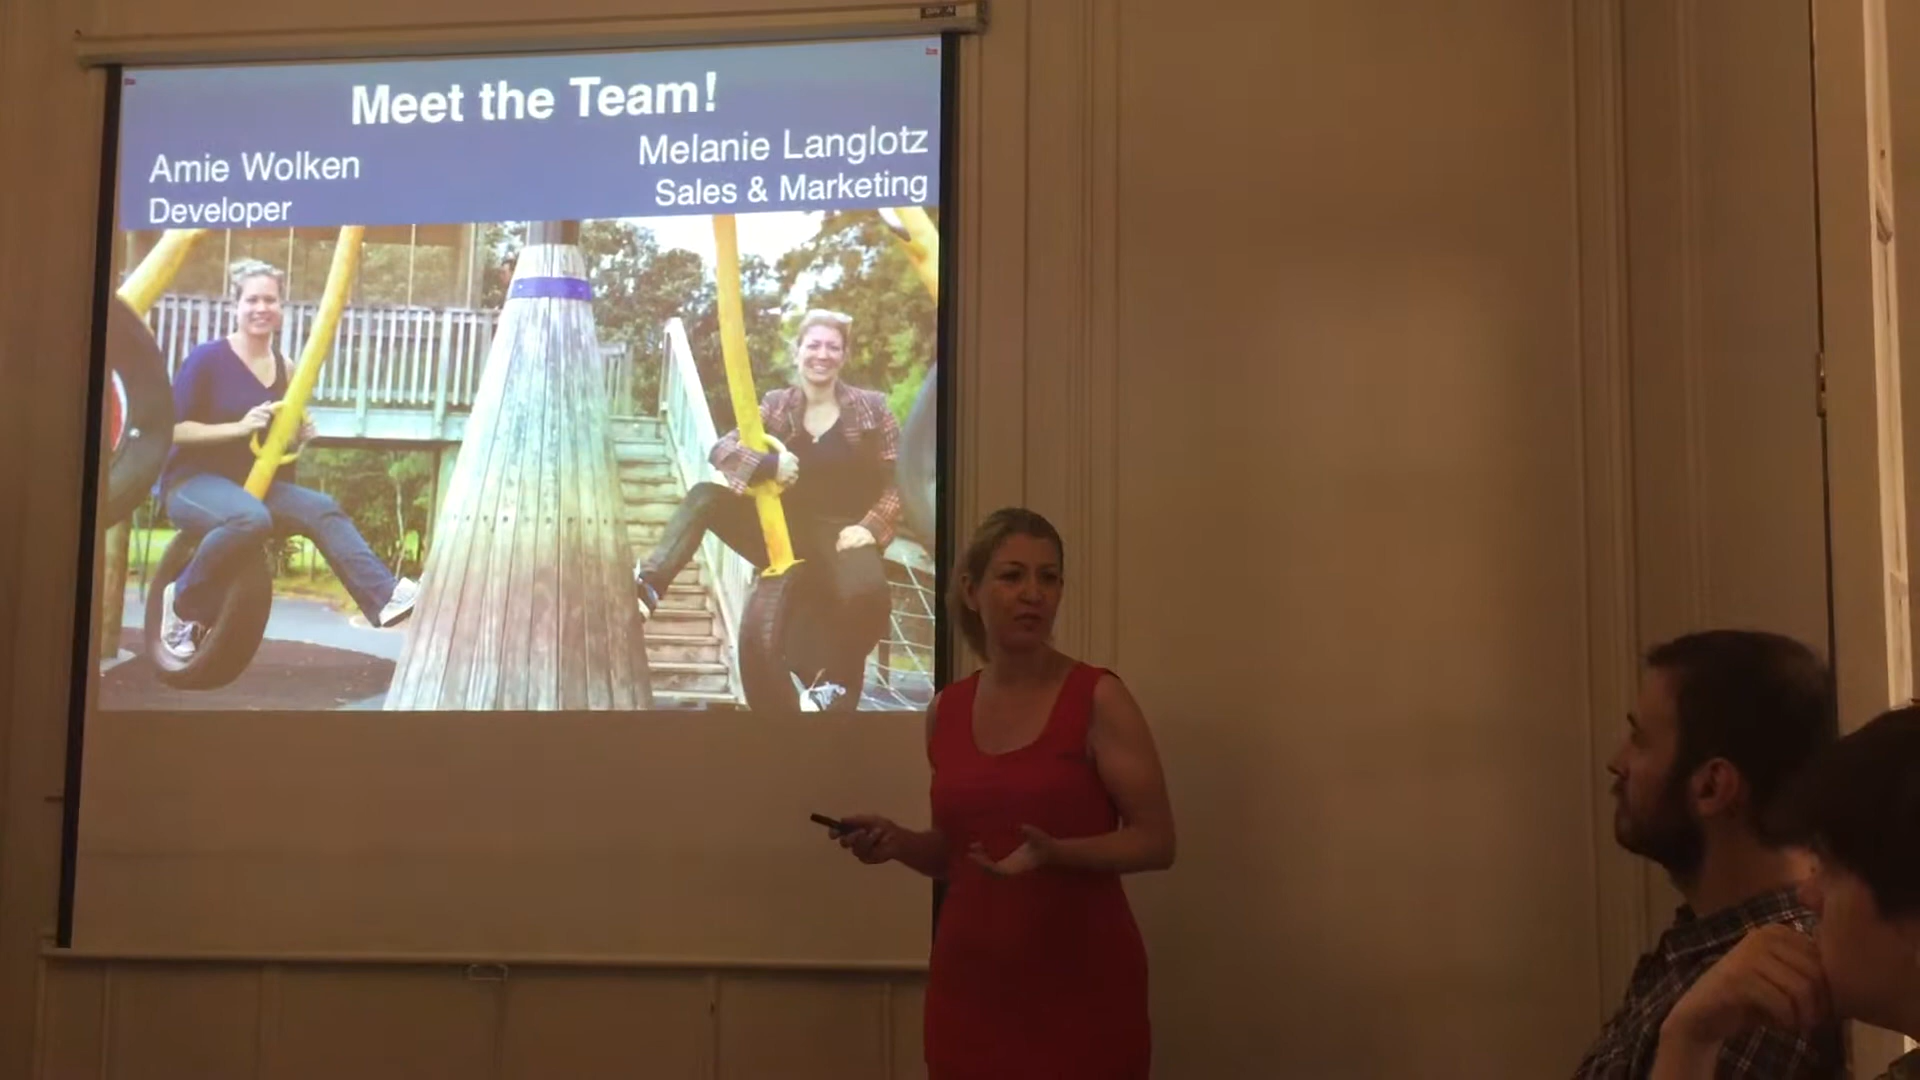 Meet the Team!
Amie Wolken
Developer
Melanie Langlotz
Sales & Marketing